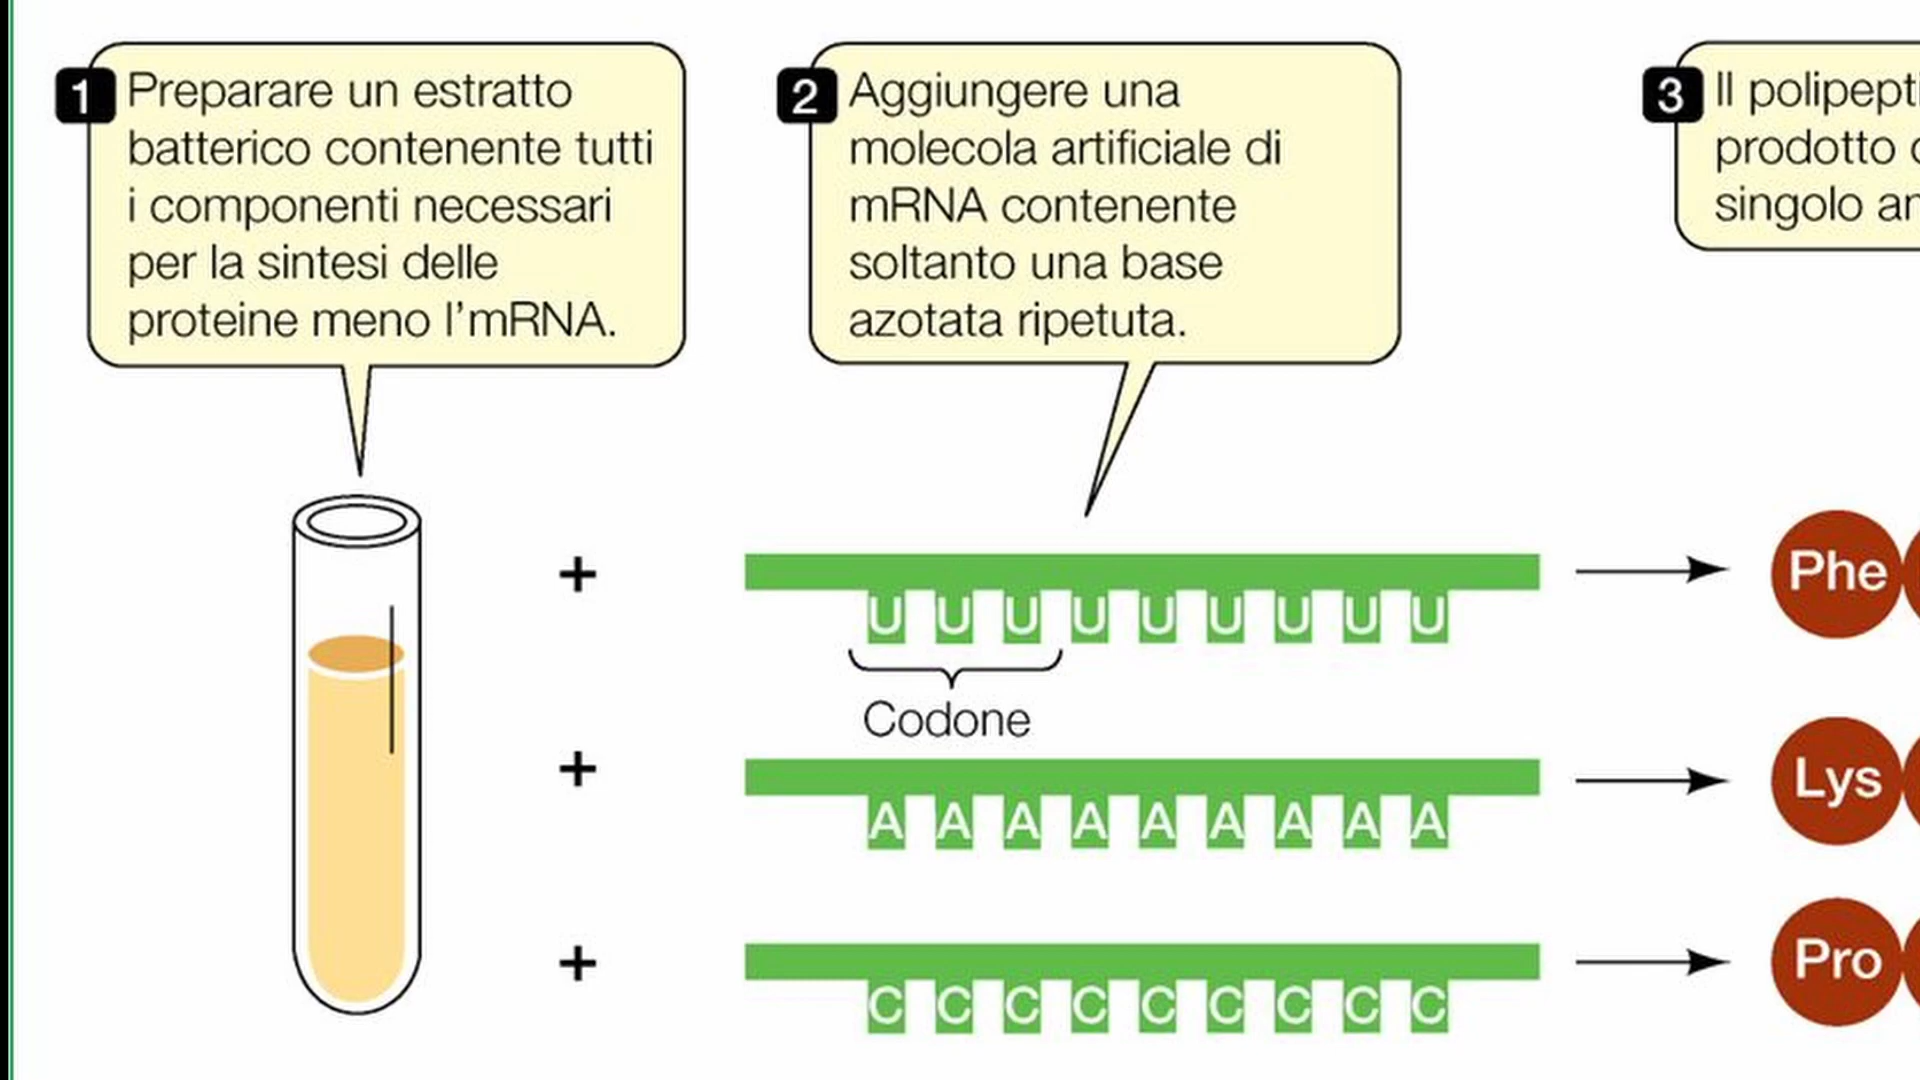 1 Preparare un estratto
batterico contenente tutti
i componenti necessari
per la sintesi delle
proteine meno l'mRNA.
2 Aggiungere una
molecola artificiale di
mRNA contenente
soltanto una base
azotata ripetuta.
3 Il
prodotto
singolo
+ U U U U U U U U U Phe
Codone
+ A A A A A A A A A Lys
+ C C C C C C C C C Pro